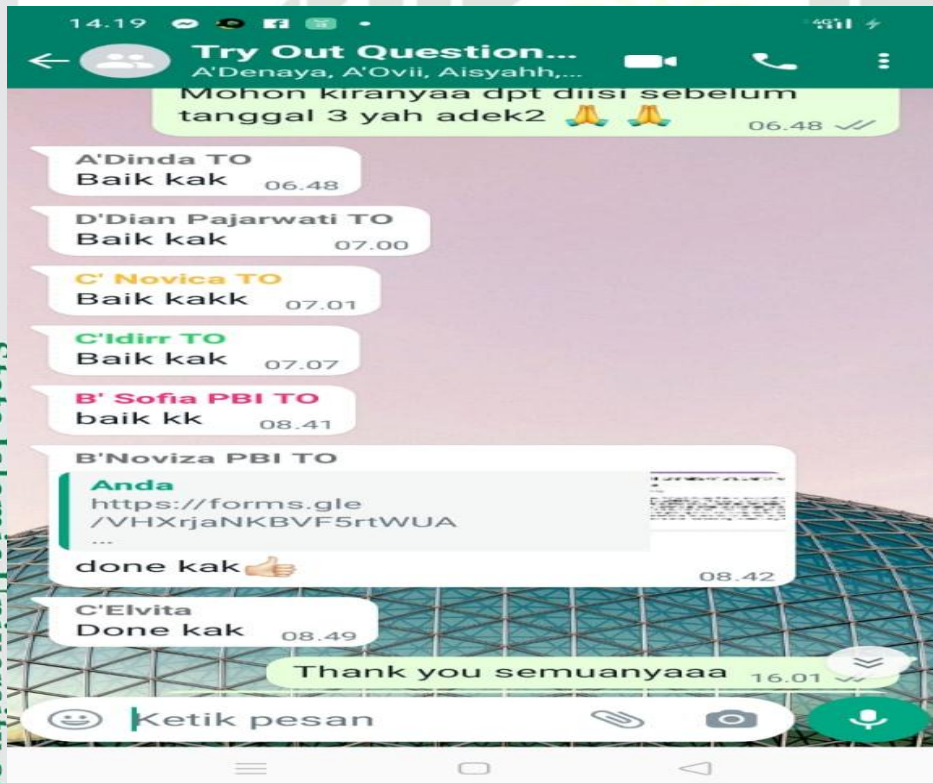 14.19
Try Out Question...
A'Denaya, A'Ovii, Aisyahh,...
Mohon kiranyaa dpt diisi sebelum
tanggal 3 yah adek2 🙏 🙏 06.48
A'Dinda TO
Baik kak 06.48
D'Dian Pajarwati TO
Baik kak 07.00
C' Novica TO
Baik kakk 07.01
C'Idirr TO
Baik kak 07.07
B' Sofia PBI TO
baik kk 08.41
B'Noviza PBI TO
Anda
https://forms.gle
/VHXrjaNKBVF5rtWUA
...
done kak👍🏻 08.42
C'Elvita
Done kak 08.49
Thank you semuanyaaa 16.01
Ketik pesan